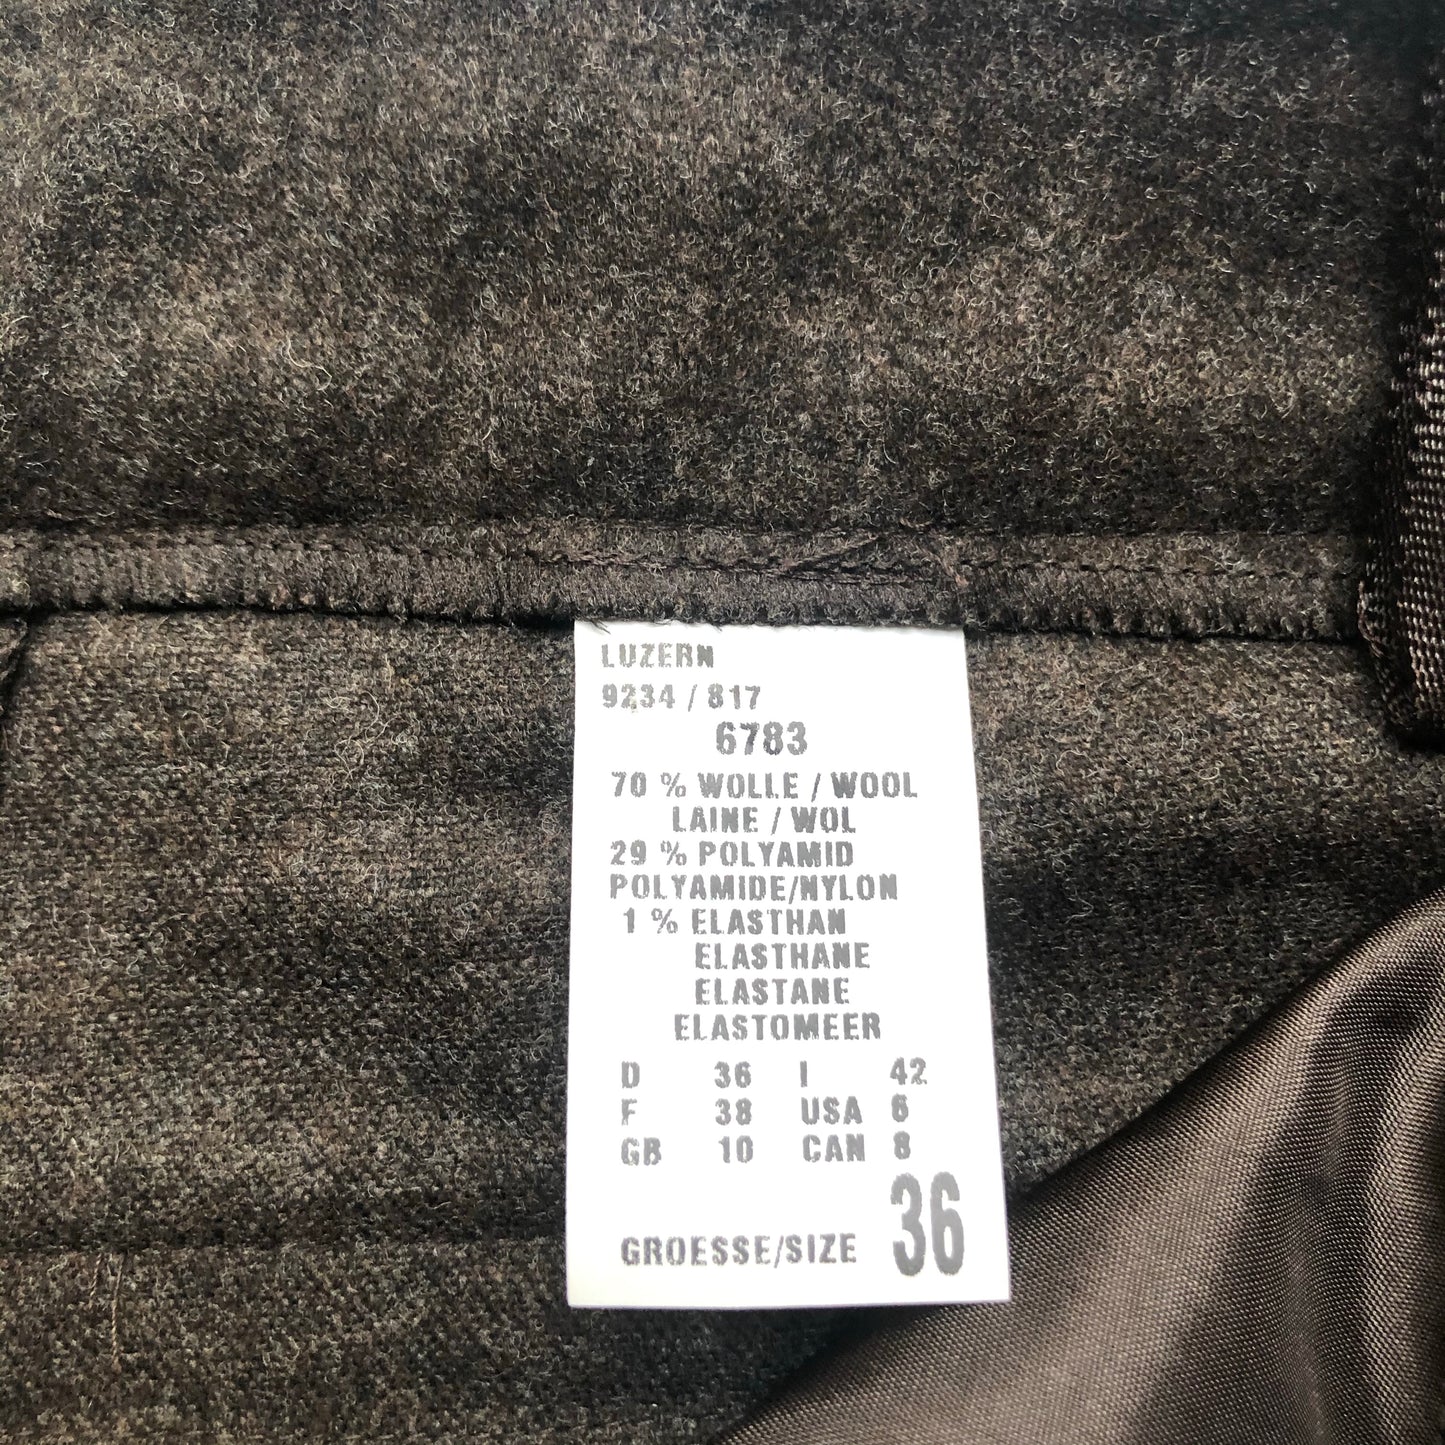 LUZERN
9234 / 817
6783
70 % WOLLE / WOOL
LAINE / WOL
29 % POLYAMID
POLYAMIDE/NYLON
1 % ELASTHAN
ELASTHANE
ELASTANE
ELASTOMEER
D 36 I 42
F 38 USA 6
GB 10 CAN 8
GROESSE/SIZE 36